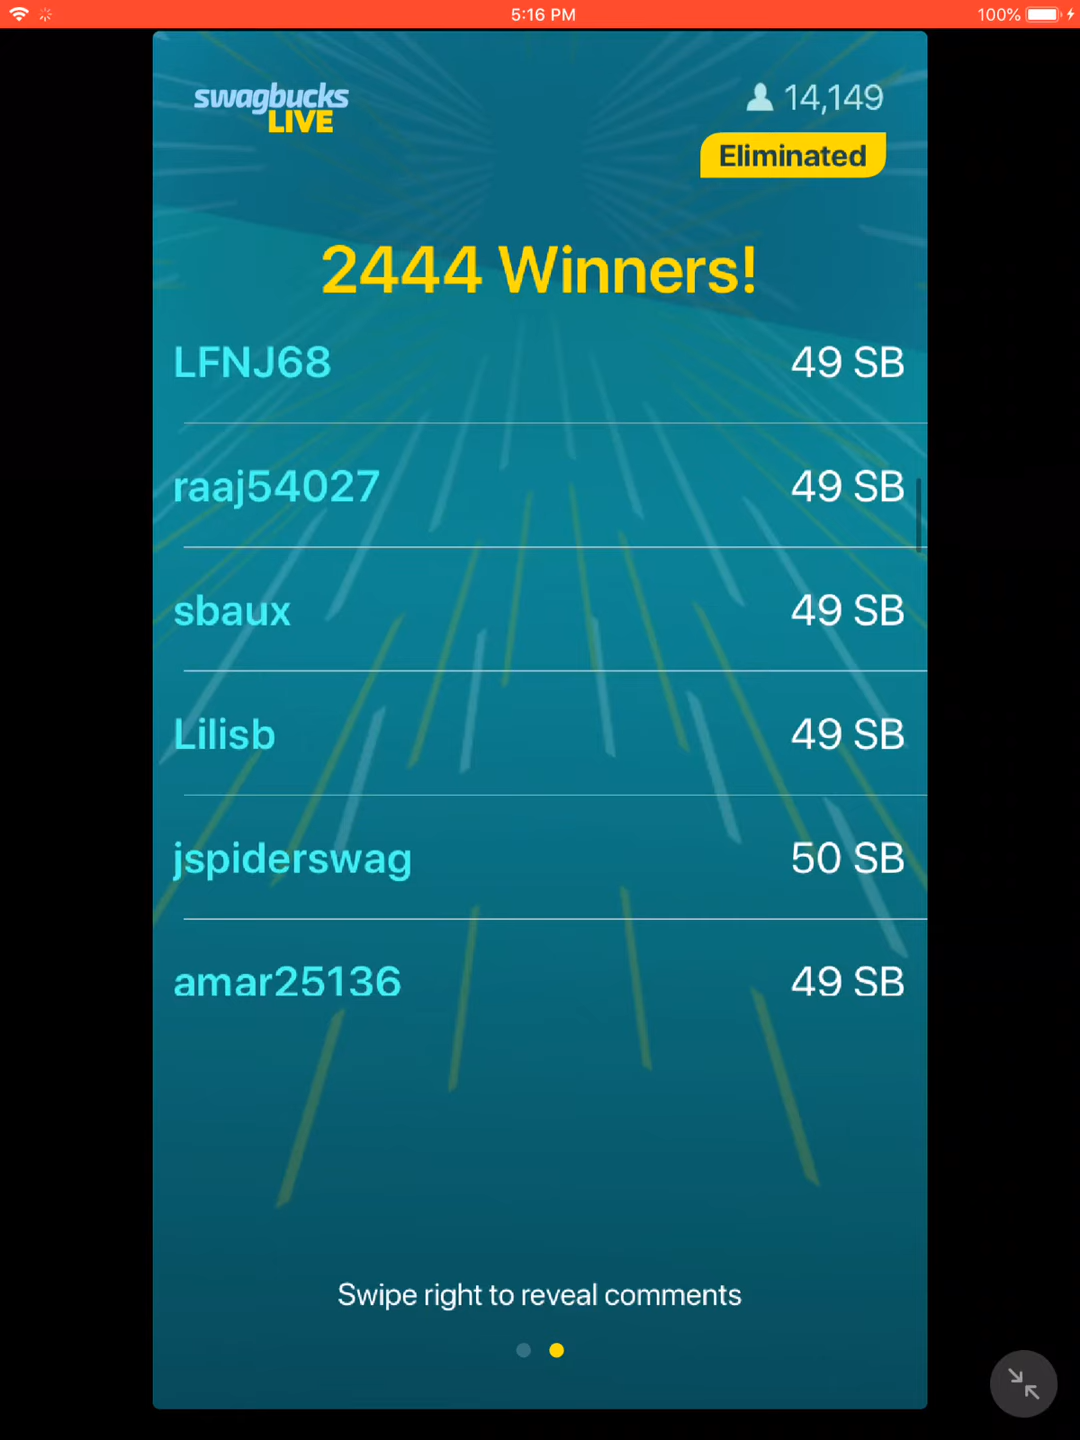 5:16 PM
100%
swagbucks
LIVE
14,149
Eliminated
2444 Winners!
LFNJ68 49 SB
raaj54027 49 SB
sbaux 49 SB
Lilisb 49 SB
jspiderswag 50 SB
amar25136 49 SB
Swipe right to reveal comments